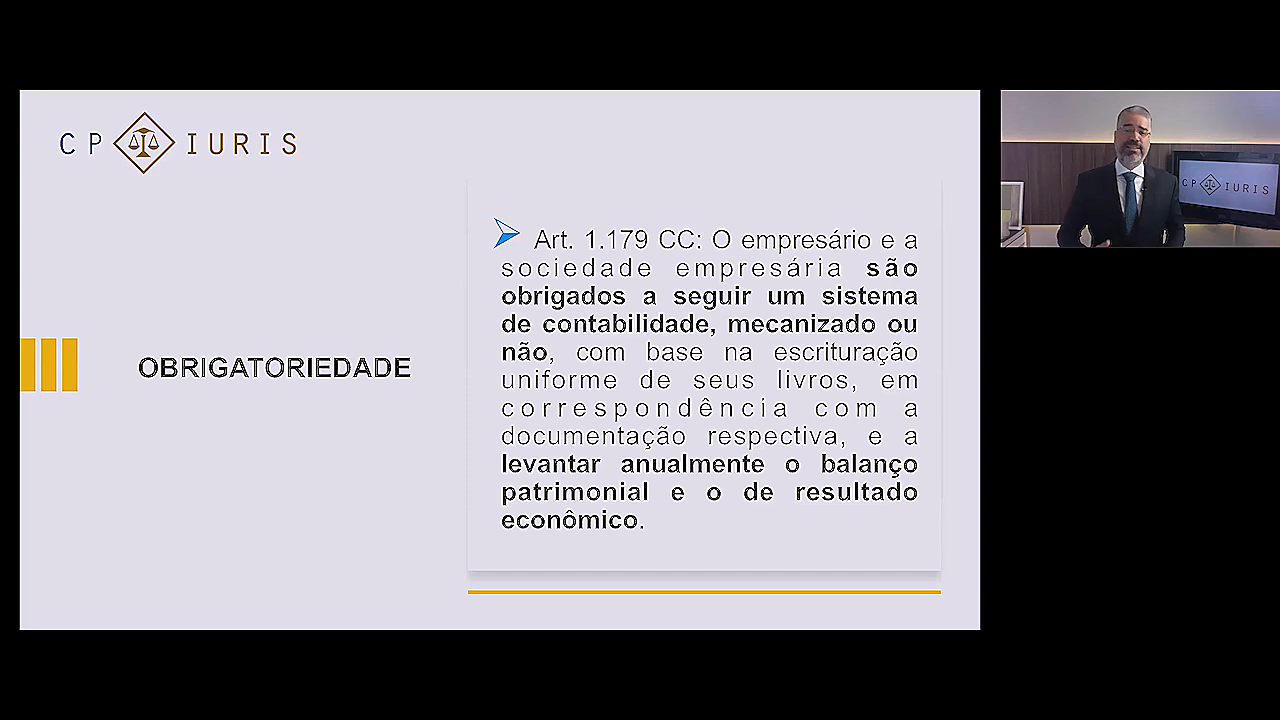 CP IURIS
Art. 1.179 CC: O empresário e a
sociedade empresária são
obrigados a seguir um sistema
de contabilidade, mecanizado ou
não, com base na escrituração
uniforme de seus livros, em
correspondência com a
documentação respectiva, e a
levantar anualmente o balanço
patrimonial e o de resultado
econômico.
OBRIGATORIEDADE
CP IURIS